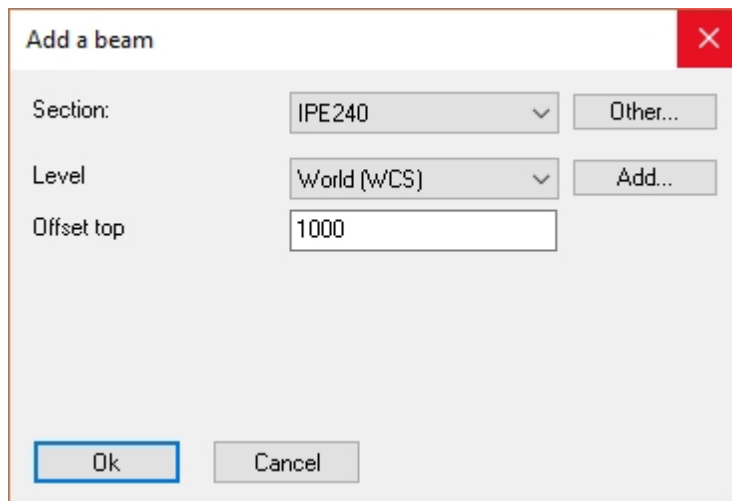 Add a beam
Section: IPE240 Other...
Level World (WCS) Add...
Offset top 1000
Ok Cancel